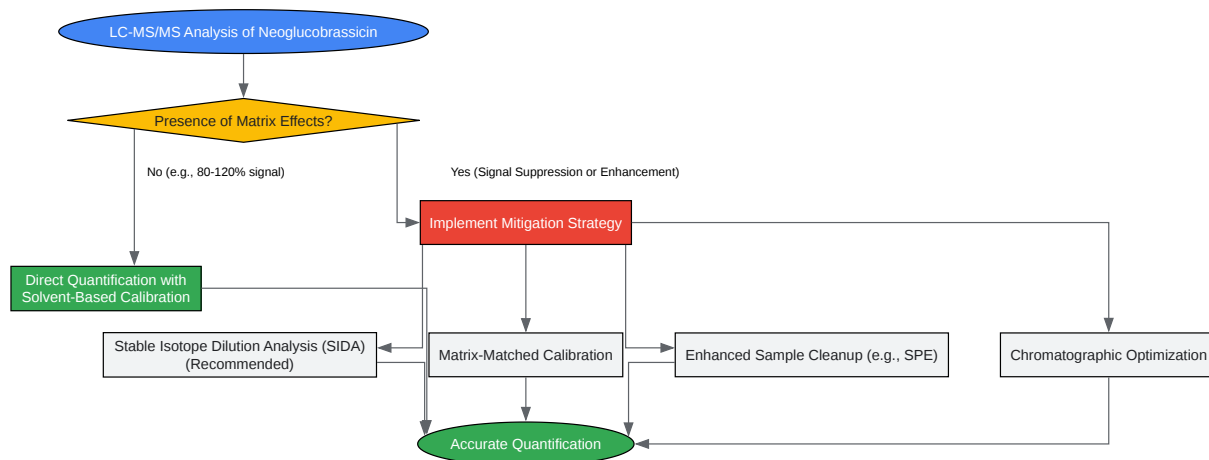 LC-MS/MS Analysis of Neoglucobrassicin
Presence of Matrix Effects?
No (e.g., 80-120% signal)
Yes (Signal Suppression or Enhancement)
Implement Mitigation Strategy
Direct Quantification with
Solvent-Based Calibration
Stable Isotope Dilution Analysis (SIDA)
(Recommended)
Matrix-Matched Calibration
Enhanced Sample Cleanup (e.g., SPE)
Chromatographic Optimization
Accurate Quantification